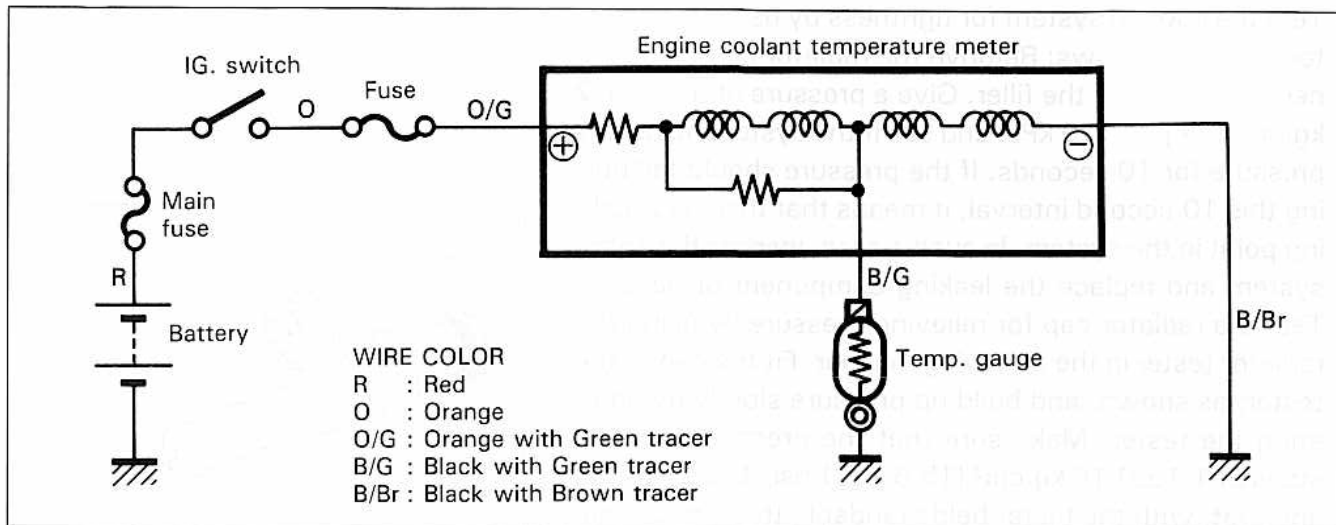 Engine coolant temperature meter
IG. switch
O
Fuse
O/G
+
−
Main
fuse
R
Battery
B/G
Temp. gauge
B/Br
WIRE COLOR
R : Red
O : Orange
O/G : Orange with Green tracer
B/G : Black with Green tracer
B/Br : Black with Brown tracer